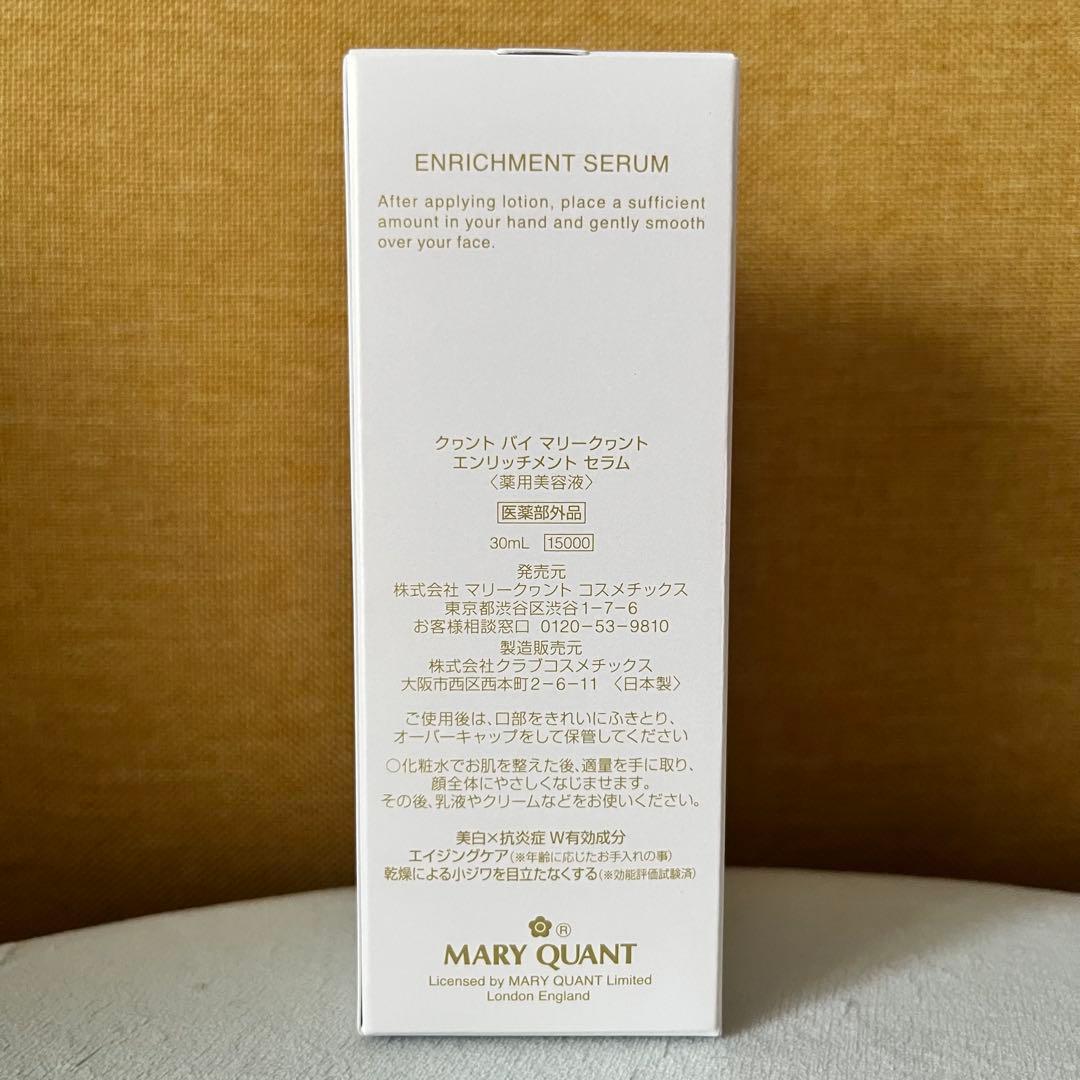 ENRICHMENT SERUM
After applying lotion, place a sufficient
amount in your hand and gently smooth
over your face.
クヮント バイ マリークヮント
エンリッチメント セラム
〈薬用美容液〉
医薬部外品
30mL 15000
発売元
株式会社 マリークヮント コスメチックス
東京都渋谷区渋谷1-7-6
お客様相談窓口 0120-53-9810
製造販売元
株式会社クラブコスメチックス
大阪市西区西本町2-6-11 〈日本製〉
ご使用後は、口部をきれいにふきとり、
オーバーキャップをして保管してください
○化粧水でお肌を整えた後、適量を手に取り、
顔全体にやさしくなじませます。
その後、乳液やクリームなどをお使いください。
美白×抗炎症 W有効成分
エイジングケア(※年齢に応じたお手入れの事)
乾燥による小ジワを目立たなくする(※効能評価試験済)
®
MARY QUANT
Licensed by MARY QUANT Limited
London England